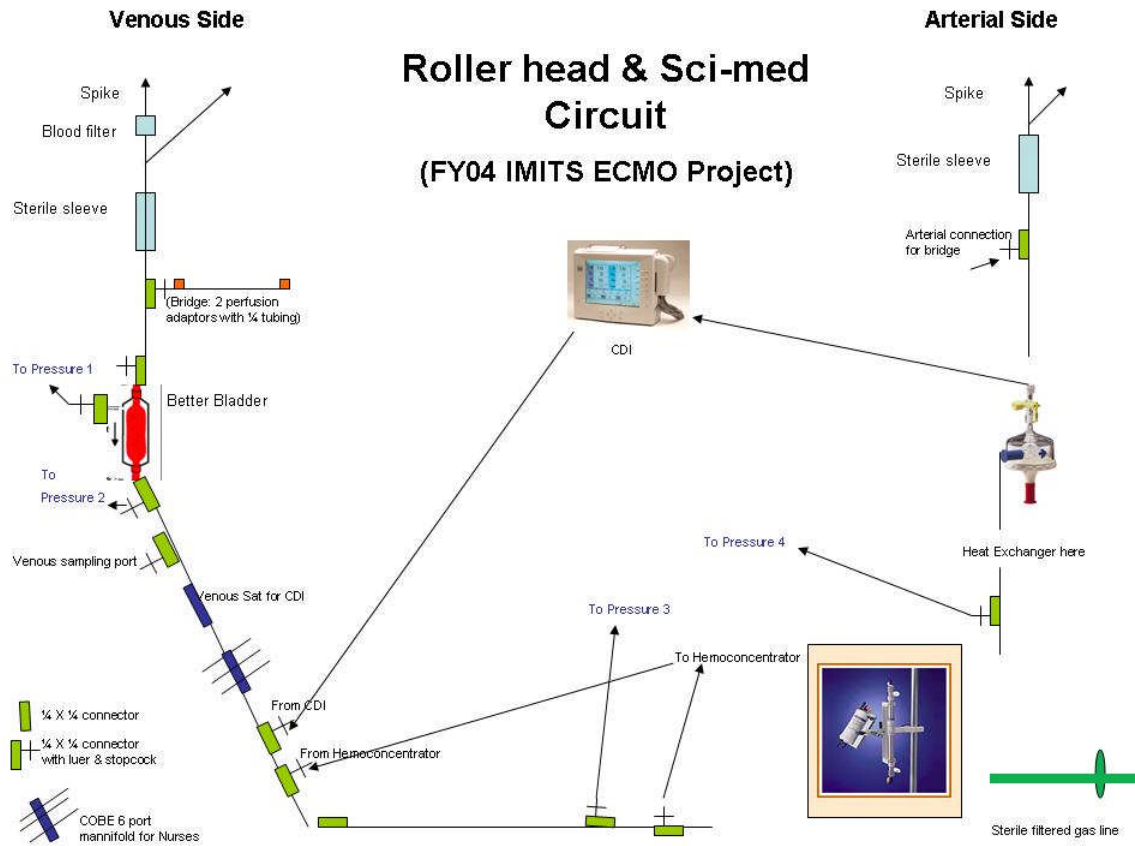 Venous Side
Arterial Side
Roller head & Sci-med
Circuit
(FY04 IMITS ECMO Project)
Spike
Blood filter
Sterile sleeve
Spike
Sterile sleeve
Arterial connection
for bridge
(Bridge: 2 perfusion
adaptors with ¼ tubing)
CDI
To Pressure 1
Better Bladder
To
Pressure 2
Venous sampling port
Venous Sat for CDI
To Pressure 4
Heat Exchanger here
To Pressure 3
To Hemoconcentrator
From CDI
From Hemoconcentrator
¼ X ¼ connector
¼ X ¼ connector
with luer & stopcock
COBE 6 port
mannifold for Nurses
Sterile filtered gas line